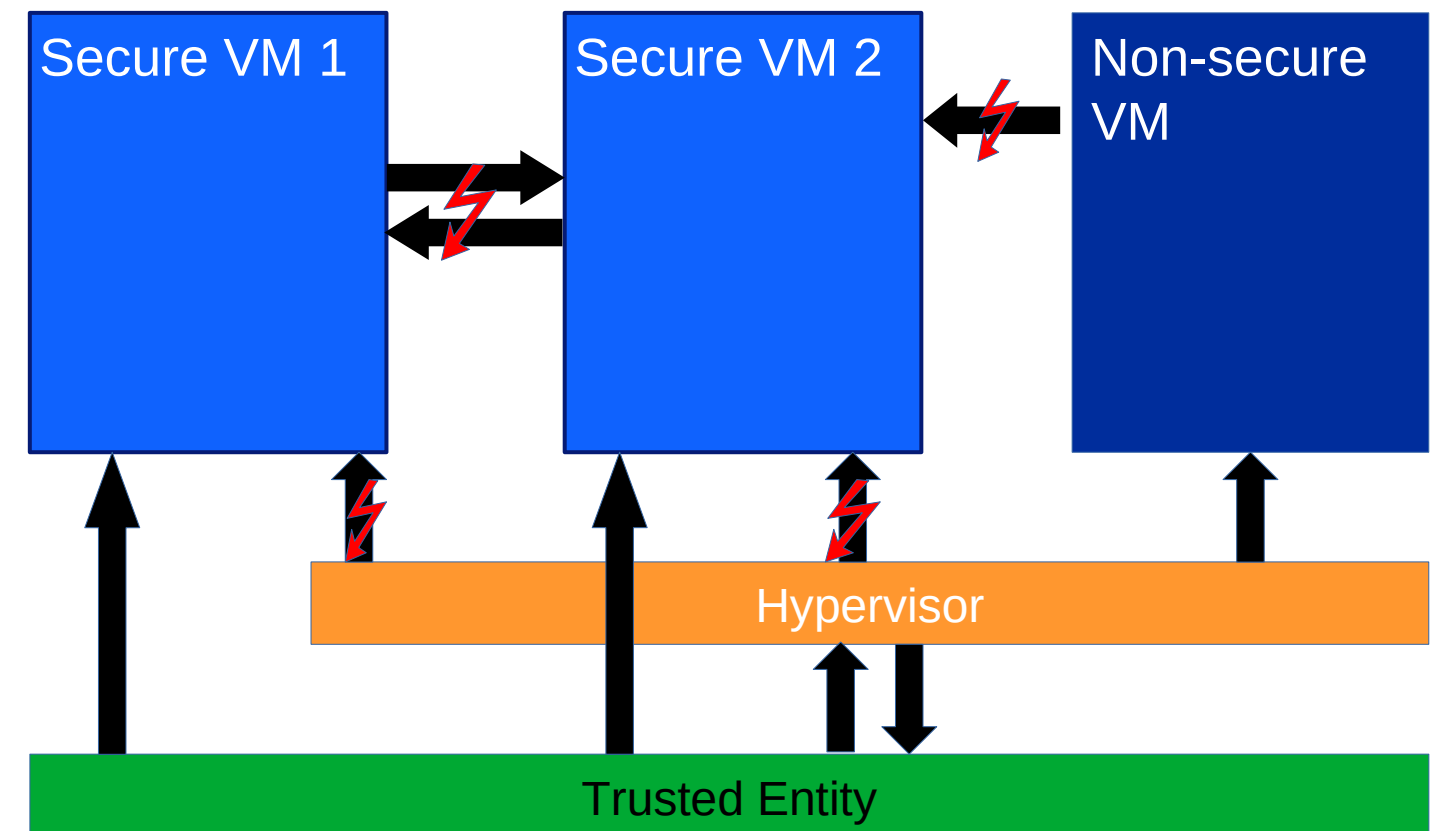 Secure VM 1
Secure VM 2
Non-secure
VM
Hypervisor
Trusted Entity